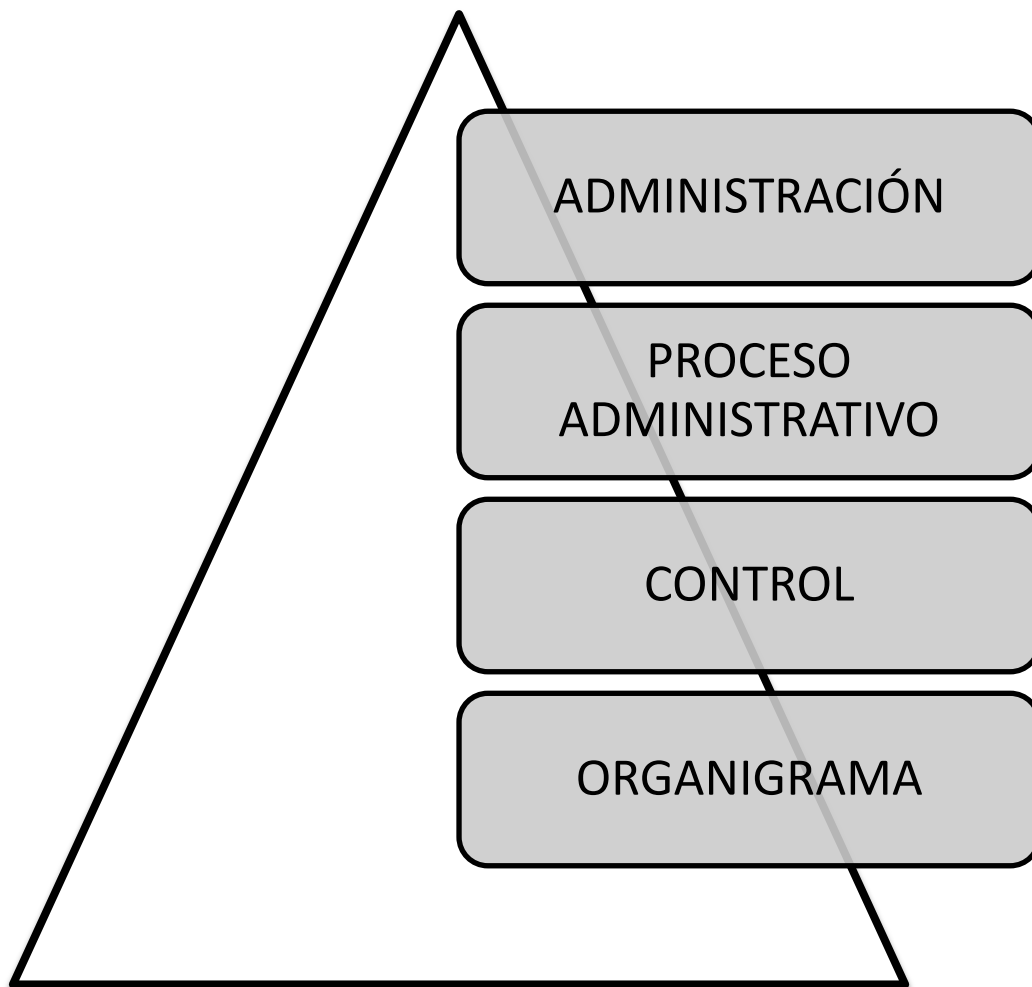 ADMINISTRACIÓN
PROCESO
ADMINISTRATIVO
CONTROL
ORGANIGRAMA